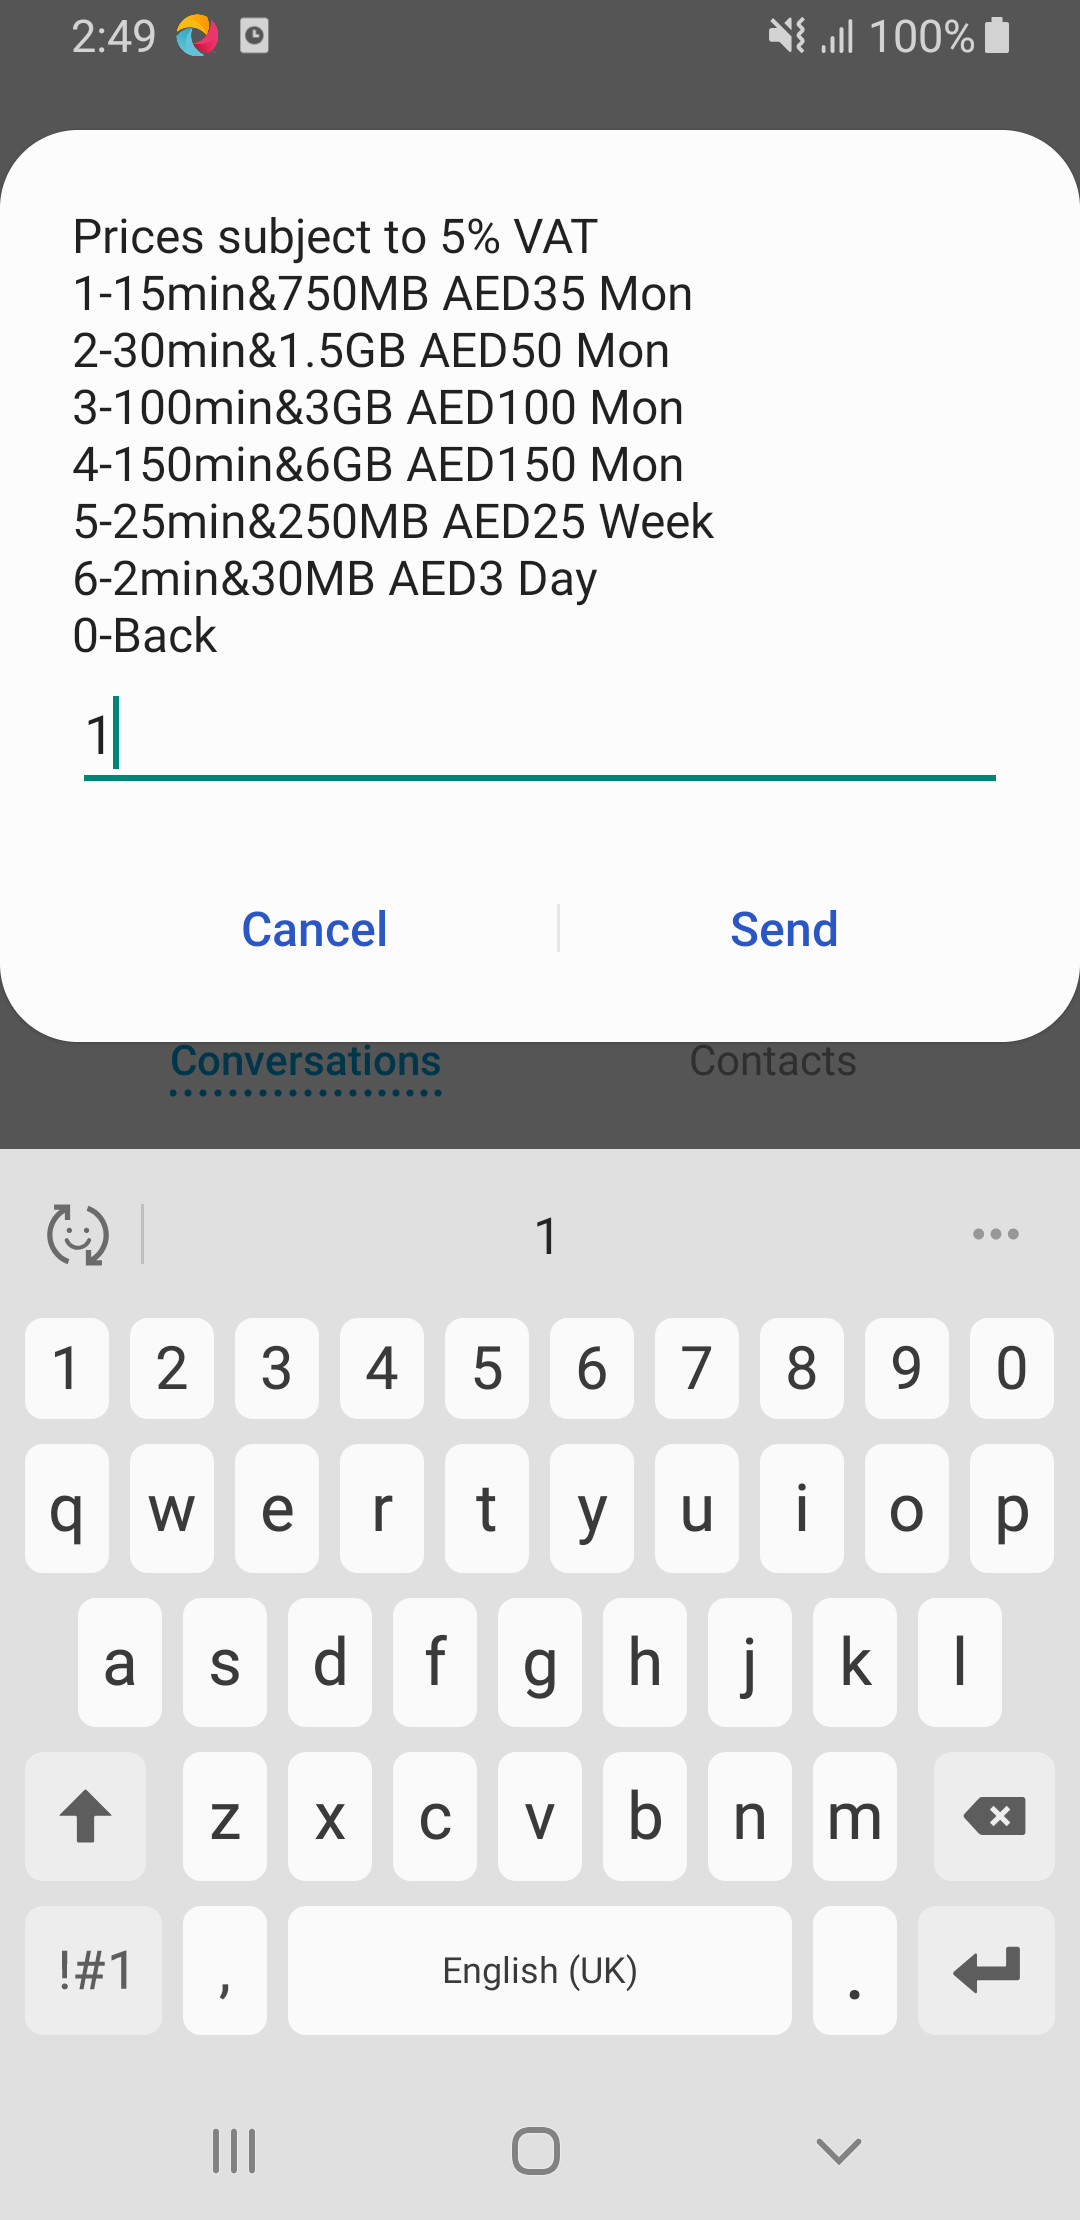 2:49 100%
Prices subject to 5% VAT
1-15min&750MB AED35 Mon
2-30min&1.5GB AED50 Mon
3-100min&3GB AED100 Mon
4-150min&6GB AED150 Mon
5-25min&250MB AED25 Week
6-2min&30MB AED3 Day
0-Back
1
Cancel Send
Conversations Contacts
1
1 2 3 4 5 6 7 8 9 0
q w e r t y u i o p
a s d f g h j k l
z x c v b n m
!#1 , English (UK) .